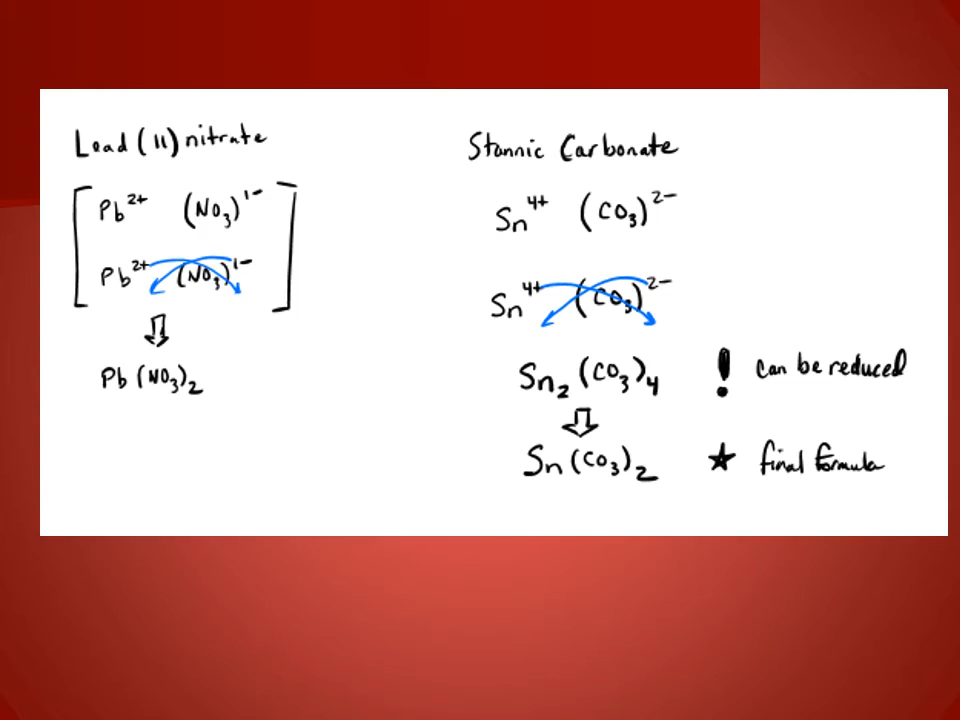 Lead (II) nitrate
Pb²⁺ (NO₃)¹⁻
Pb²⁺ (NO₃)¹⁻
Pb(NO₃)₂
Stannic Carbonate
Sn⁴⁺ (CO₃)²⁻
Sn⁴⁺ (CO₃)²⁻
Sn₂(CO₃)₄ ! can be reduced
Sn(CO₃)₂ ★ final formula